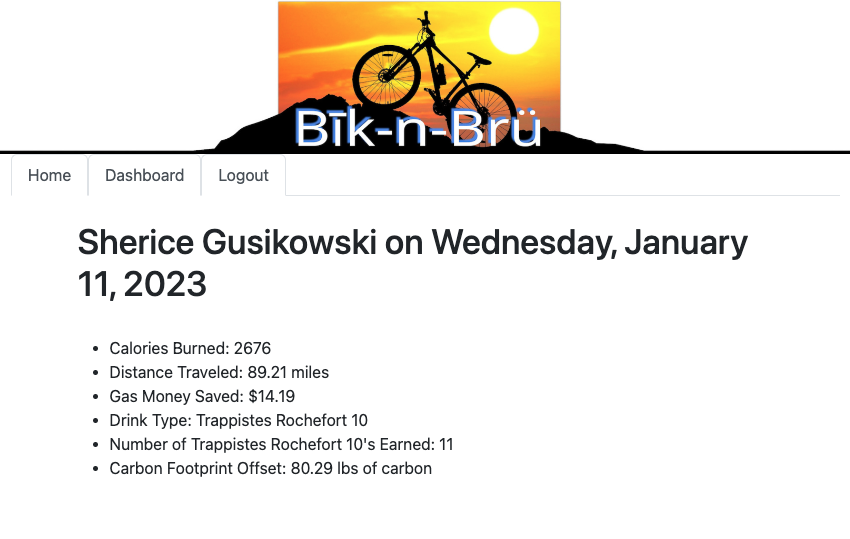 Bīk-n-Brü
Home Dashboard Logout
Sherice Gusikowski on Wednesday, January
11, 2023
• Calories Burned: 2676
• Distance Traveled: 89.21 miles
• Gas Money Saved: $14.19
• Drink Type: Trappistes Rochefort 10
• Number of Trappistes Rochefort 10's Earned: 11
• Carbon Footprint Offset: 80.29 lbs of carbon